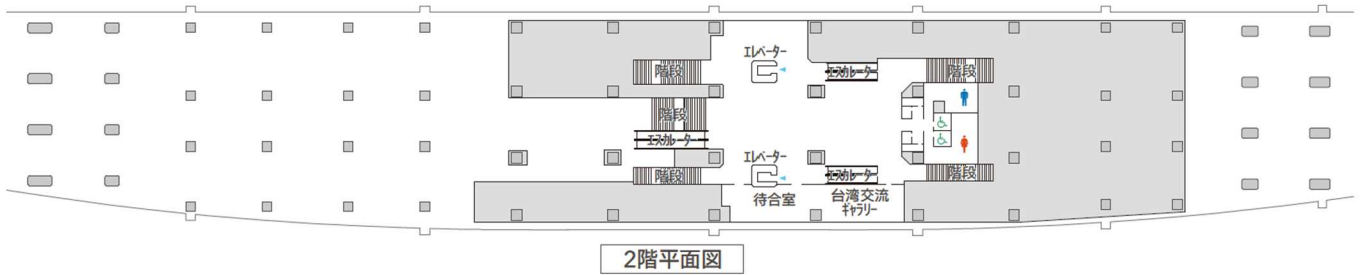 エレベーター
階段
エスカレーター
階段
階段
エスカレーター
エレベーター
階段
エスカレーター
階段
待合室
台湾交流
ギャラリー
2階平面図